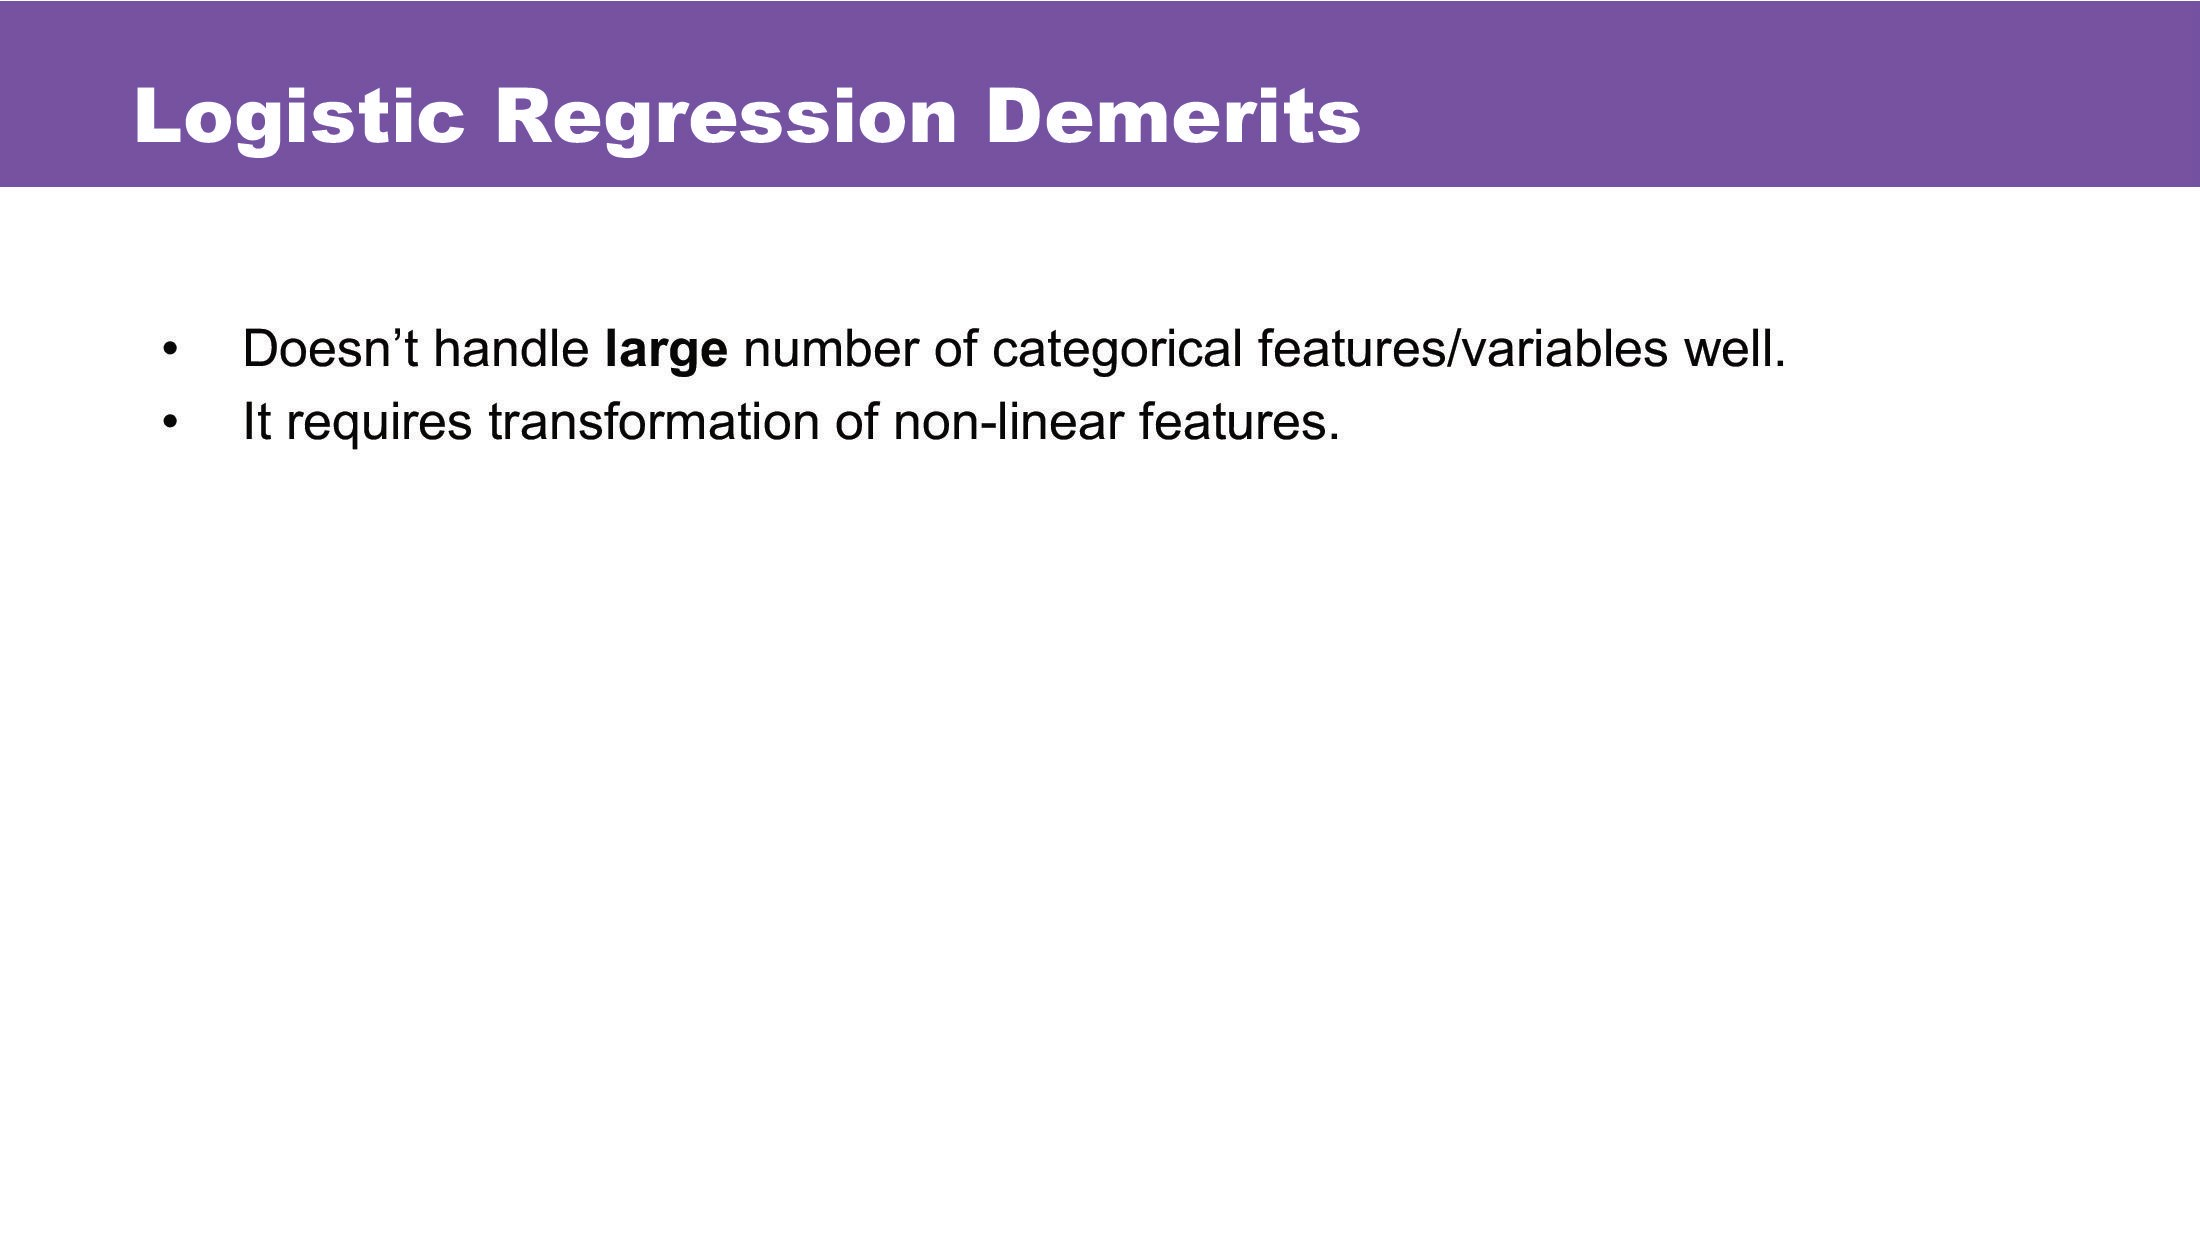 Logistic Regression Demerits
• Doesn’t handle large number of categorical features/variables well.
• It requires transformation of non-linear features.